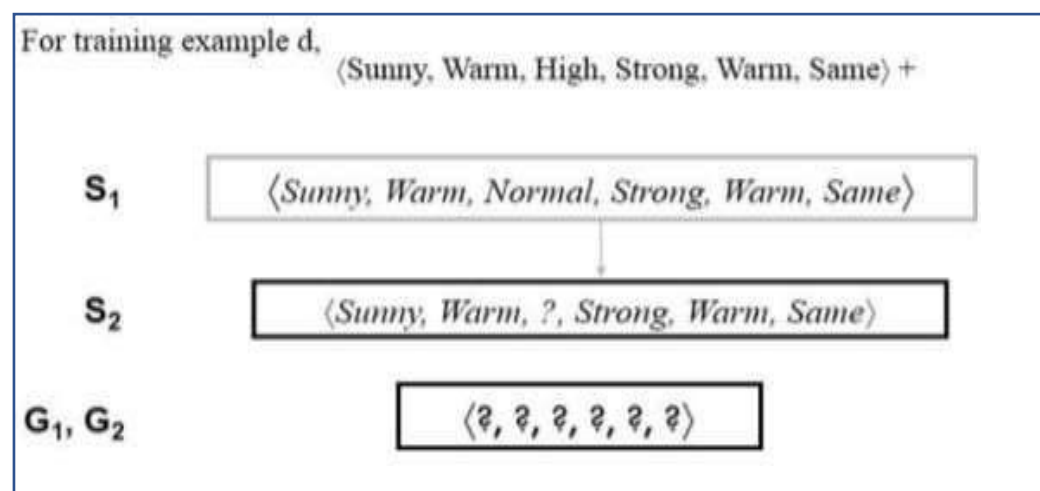 For training example d,
⟨Sunny, Warm, High, Strong, Warm, Same⟩ +
S₁ ⟨Sunny, Warm, Normal, Strong, Warm, Same⟩
S₂ ⟨Sunny, Warm, ?, Strong, Warm, Same⟩
G₁, G₂ ⟨?, ?, ?, ?, ?, ?⟩